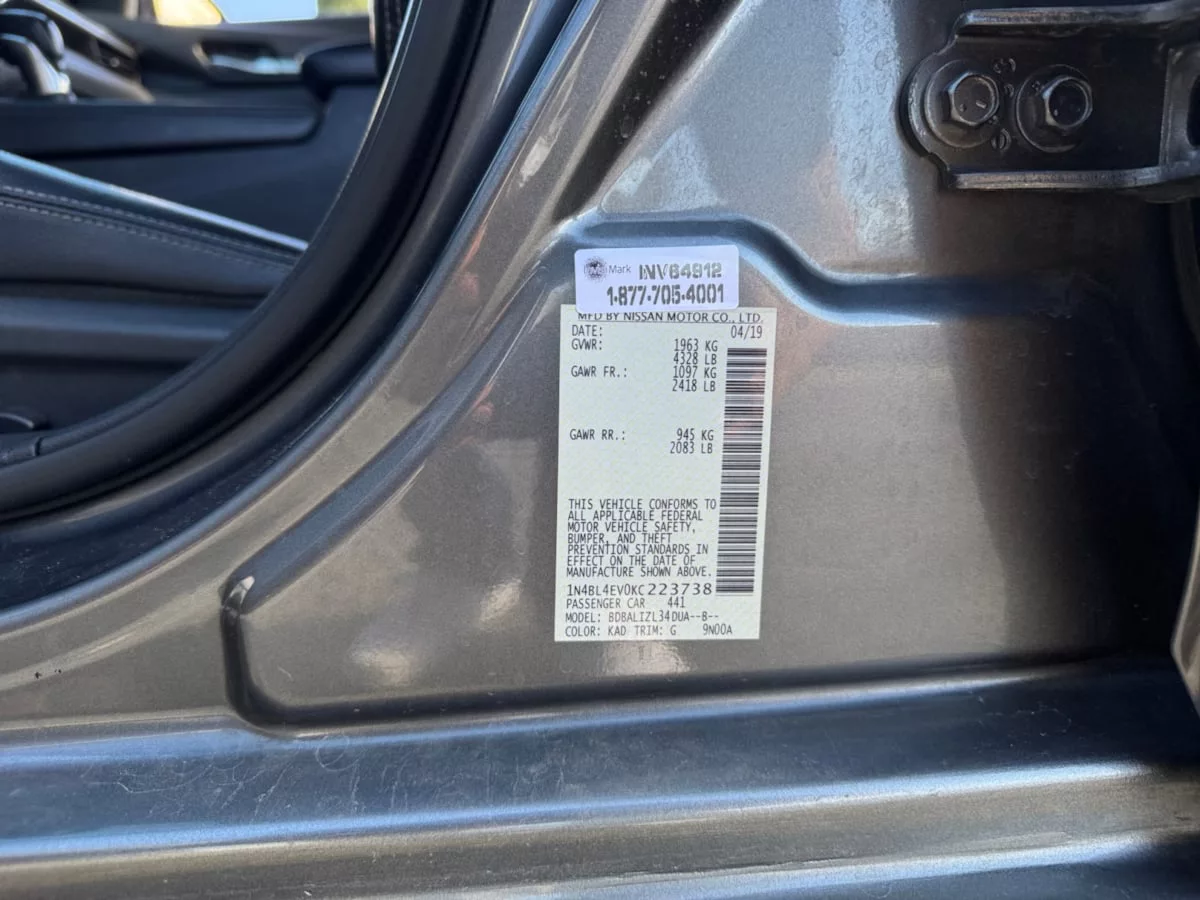 Mark INV64812
1-877-705-4001
MFD BY NISSAN MOTOR CO., LTD.
DATE: 04/19
GVWR: 1963 KG
4328 LB
GAWR FR.: 1097 KG
2418 LB
GAWR RR.: 945 KG
2083 LB
THIS VEHICLE CONFORMS TO
ALL APPLICABLE FEDERAL
MOTOR VEHICLE SAFETY,
BUMPER, AND THEFT
PREVENTION STANDARDS IN
EFFECT ON THE DATE OF
MANUFACTURE SHOWN ABOVE.
1N4BL4EV0KC223738
PASSENGER CAR 441
MODEL: BDBALIZL34DUA--B--
COLOR: KAD TRIM: G 9N00A